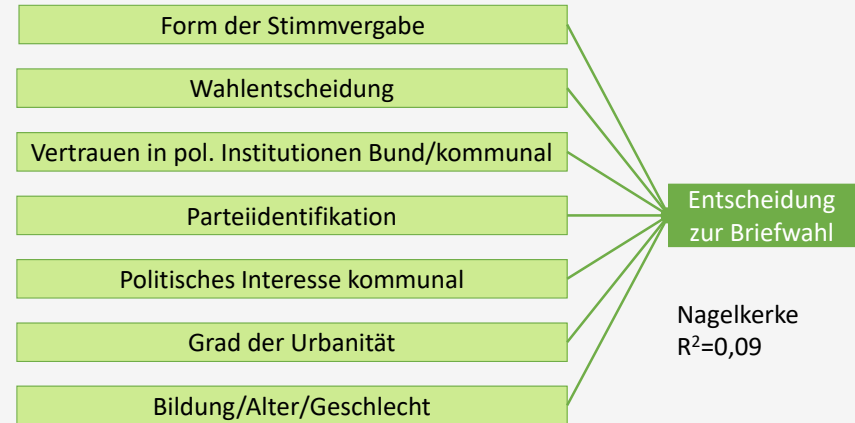 Form der Stimmvergabe
Wahlentscheidung
Vertrauen in pol. Institutionen Bund/kommunal
Parteiidentifikation
Politisches Interesse kommunal
Grad der Urbanität
Bildung/Alter/Geschlecht
Entscheidung
zur Briefwahl
Nagelkerke
R²=0,09